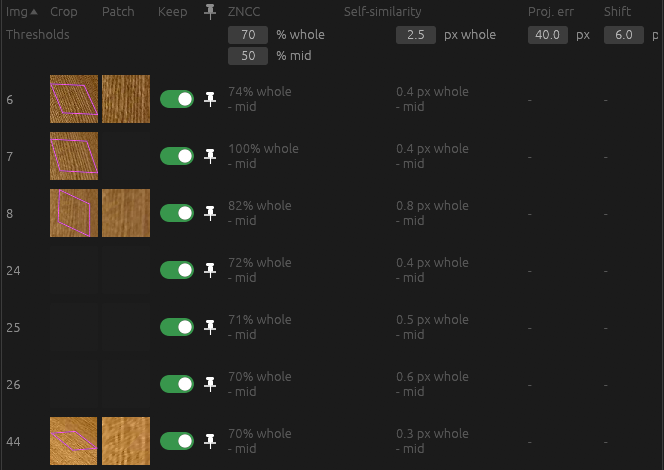 Img▲ Crop Patch Keep ZNCC Self-similarity Proj. err Shift
Thresholds 70 % whole 2.5 px whole 40.0 px 6.0 p
50 % mid
6 74% whole 0.4 px whole - -
- mid - mid
7 100% whole 0.4 px whole - -
- mid - mid
8 82% whole 0.8 px whole - -
- mid - mid
24 72% whole 0.4 px whole - -
- mid - mid
25 71% whole 0.5 px whole - -
- mid - mid
26 70% whole 0.6 px whole - -
- mid - mid
44 70% whole 0.3 px whole - -
- mid - mid